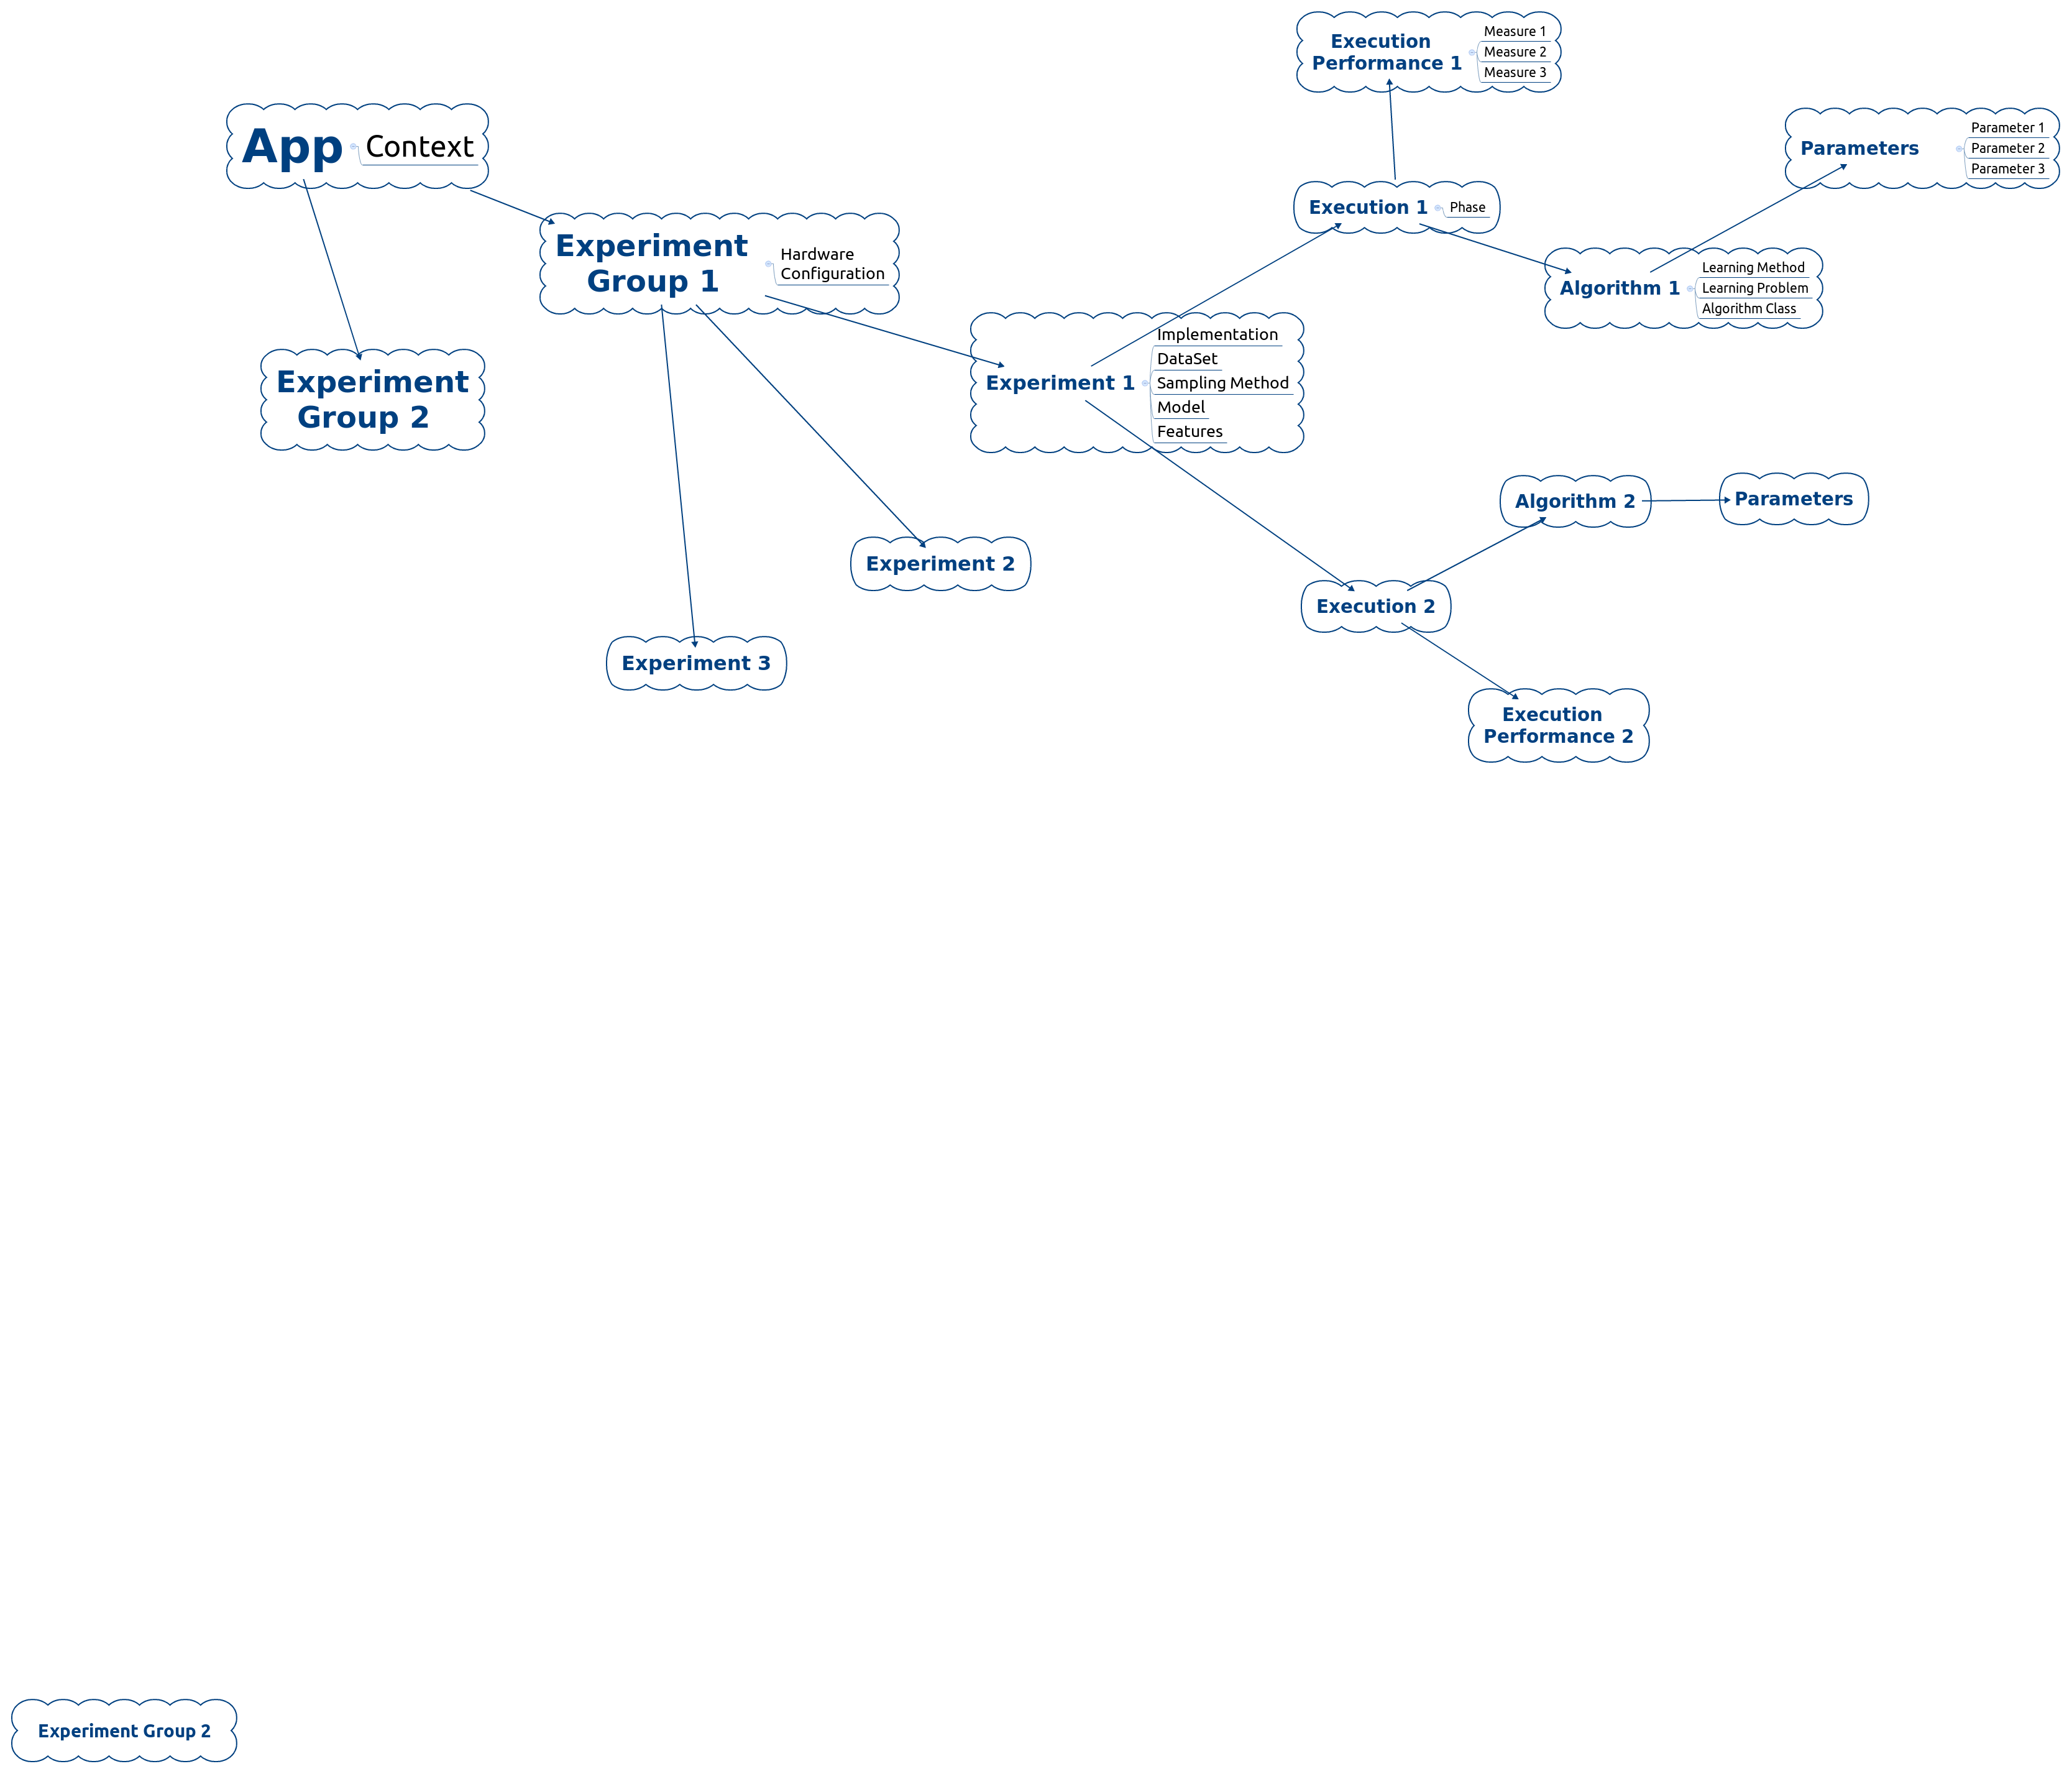 Execution
Performance 1
Measure 1
Measure 2
Measure 3
App
Context
Parameters
Parameter 1
Parameter 2
Parameter 3
Execution 1
Phase
Experiment
Group 1
Hardware
Configuration
Algorithm 1
Learning Method
Learning Problem
Algorithm Class
Experiment 1
Implementation
DataSet
Sampling Method
Model
Features
Experiment
Group 2
Algorithm 2
Parameters
Experiment 2
Execution 2
Experiment 3
Execution
Performance 2
Experiment Group 2